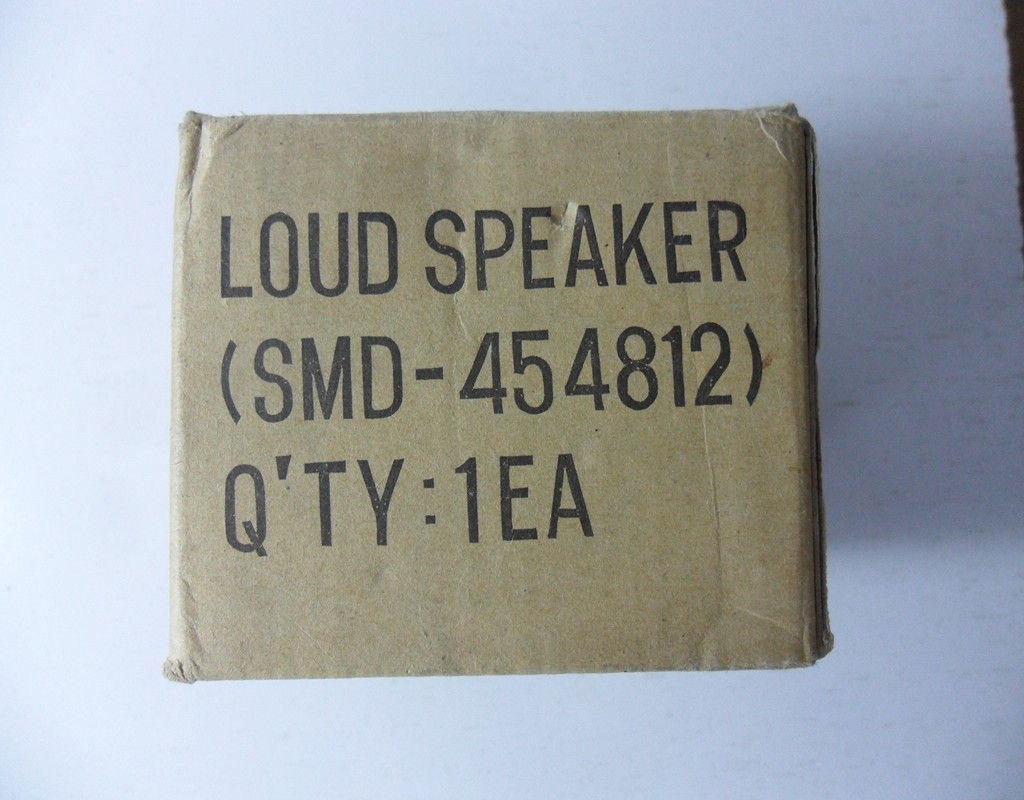 LOUD SPEAKER
(SMD-454812)
Q'TY:1EA